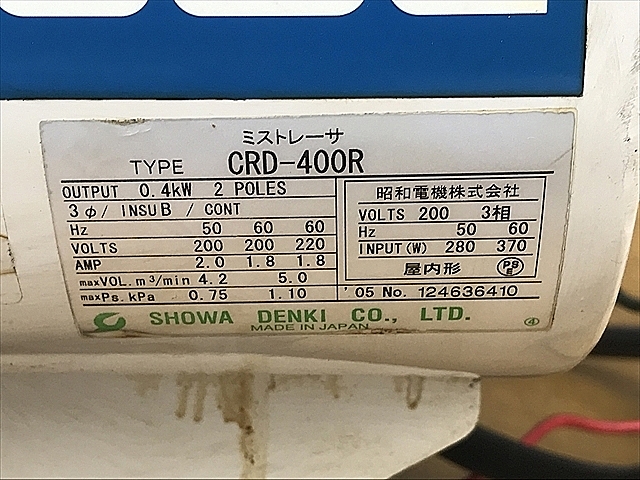 ミストレーサ
TYPE CRD-400R
OUTPUT 0.4kW 2 POLES
3φ/ INSU B / CONT
Hz 50 60 60
VOLTS 200 200 220
AMP 2.0 1.8 1.8
maxVOL. m³/min 4.2 5.0
maxPs. kPa 0.75 1.10
昭和電機株式会社
VOLTS 200 3相
Hz 50 60
INPUT(W) 280 370
屋内形 PSE
'05 No. 124636410
SHOWA DENKI CO., LTD.
MADE IN JAPAN
④